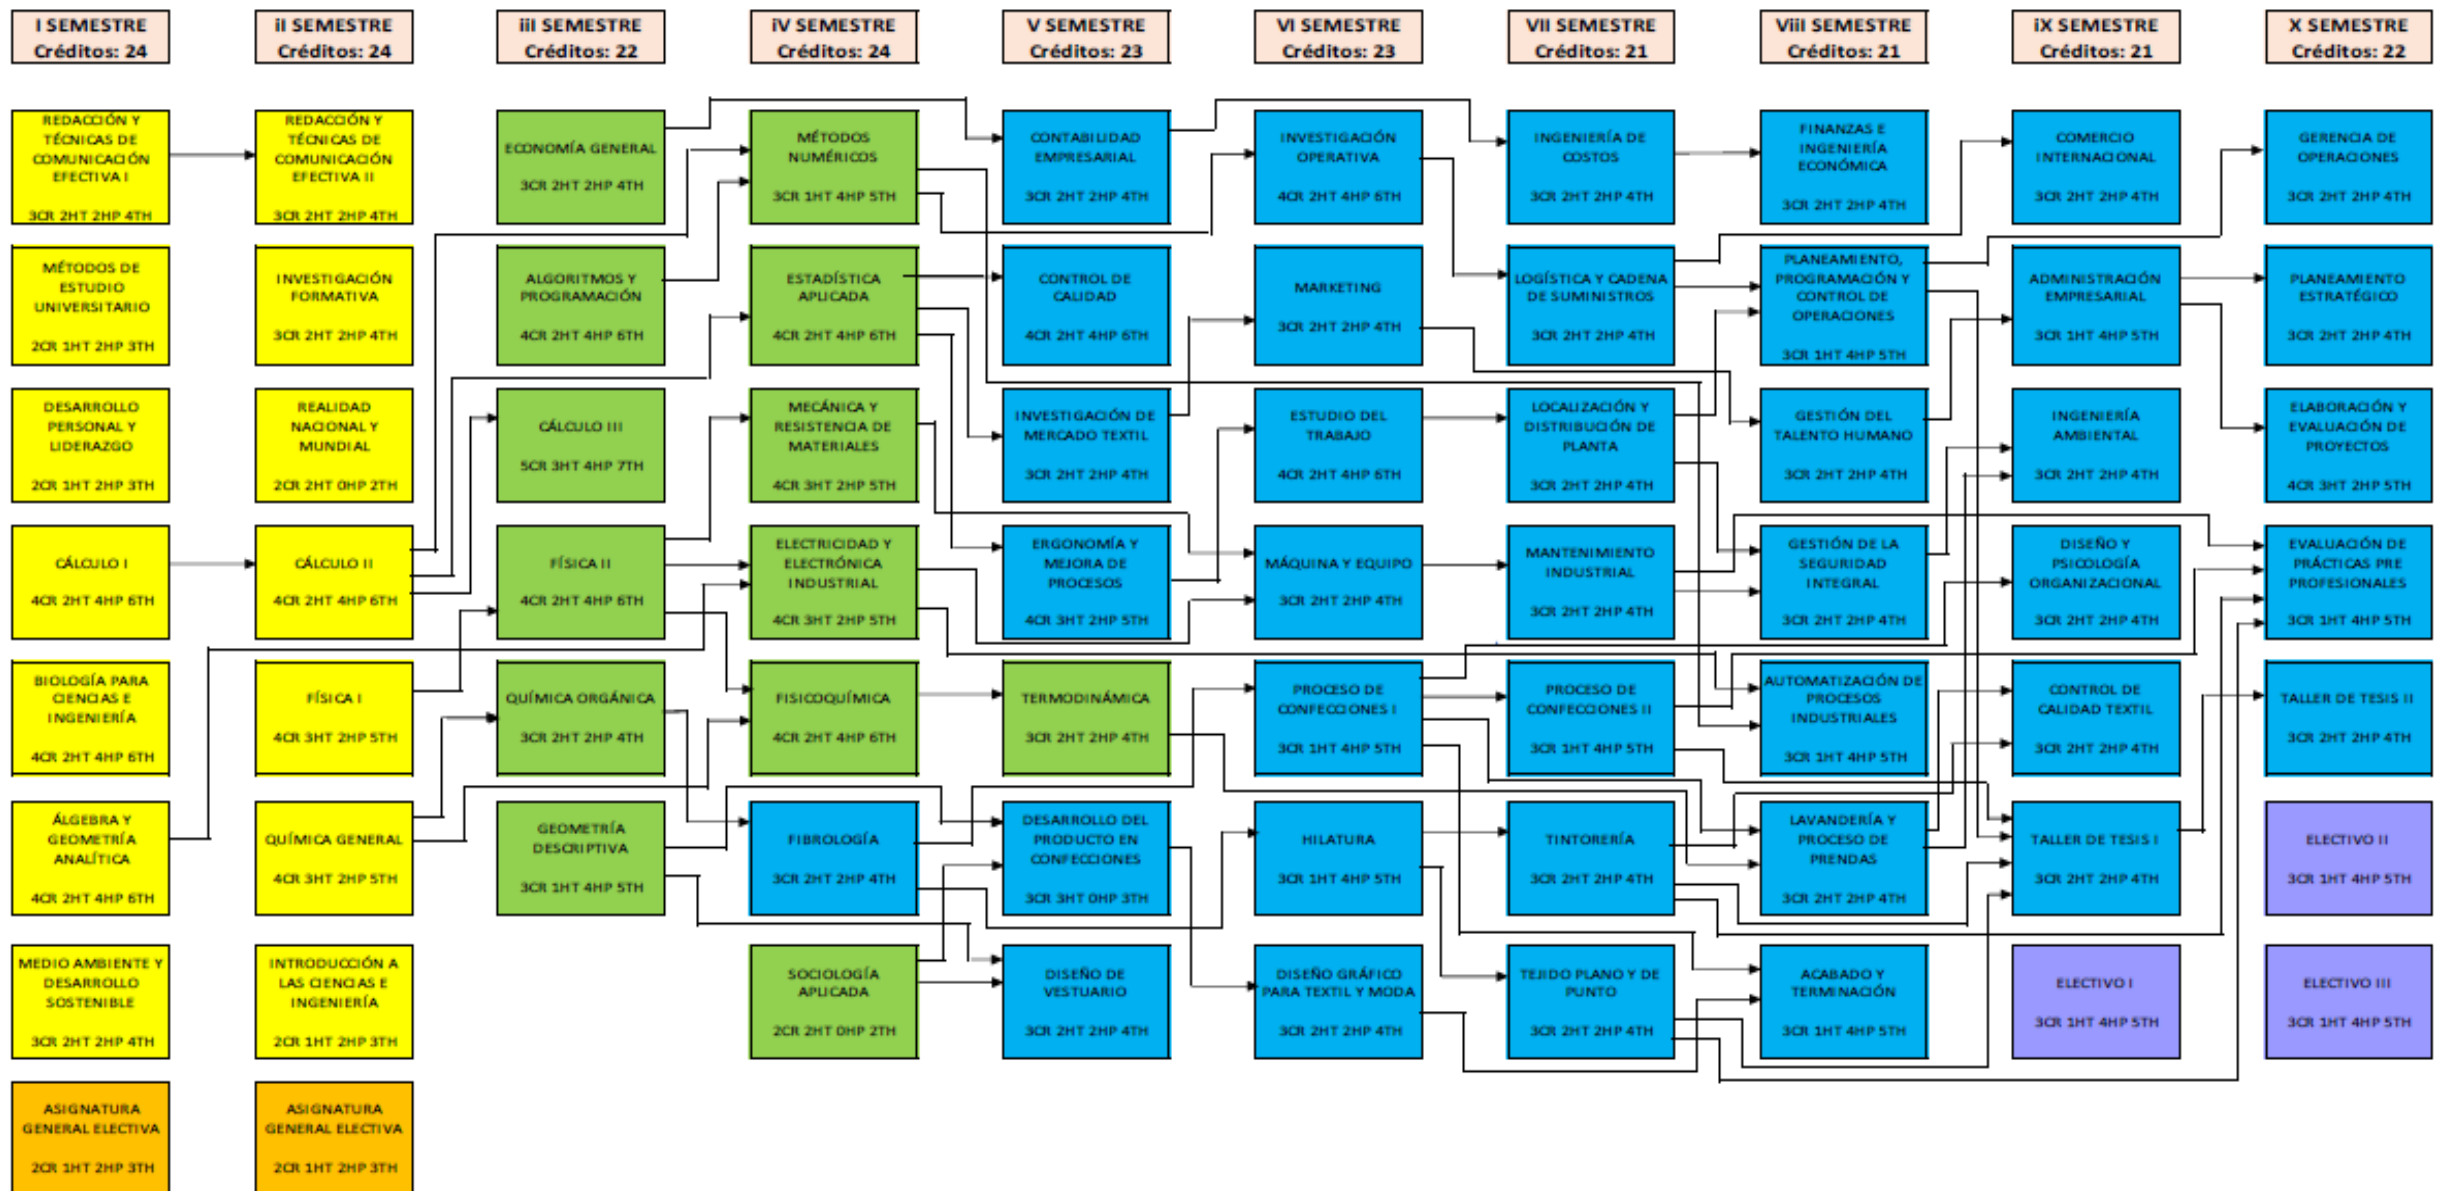 I SEMESTRE
Créditos: 24
iI SEMESTRE
Créditos: 24
iiI SEMESTRE
Créditos: 22
iV SEMESTRE
Créditos: 24
V SEMESTRE
Créditos: 23
VI SEMESTRE
Créditos: 23
VII SEMESTRE
Créditos: 21
ViiI SEMESTRE
Créditos: 21
iX SEMESTRE
Créditos: 21
X SEMESTRE
Créditos: 22
REDACCIÓN Y
TÉCNICAS DE
COMUNICACIÓN
EFECTIVA I
3CR 2HT 2HP 4TH
REDACCIÓN Y
TÉCNICAS DE
COMUNICACIÓN
EFECTIVA II
3CR 2HT 2HP 4TH
ECONOMÍA GENERAL
3CR 2HT 2HP 4TH
MÉTODOS
NUMÉRICOS
3CR 1HT 4HP 5TH
CONTABILIDAD
EMPRESARIAL
3CR 2HT 2HP 4TH
INVESTIGACIÓN
OPERATIVA
4CR 2HT 4HP 6TH
INGENIERÍA DE
COSTOS
3CR 2HT 2HP 4TH
FINANZAS E
INGENIERÍA
ECONÓMICA
3CR 2HT 2HP 4TH
COMERCIO
INTERNACIONAL
3CR 2HT 2HP 4TH
GERENCIA DE
OPERACIONES
3CR 2HT 2HP 4TH
MÉTODOS DE
ESTUDIO
UNIVERSITARIO
2CR 1HT 2HP 3TH
INVESTIGACIÓN
FORMATIVA
3CR 2HT 2HP 4TH
ALGORITMOS Y
PROGRAMACIÓN
4CR 2HT 4HP 6TH
ESTADÍSTICA
APLICADA
4CR 2HT 4HP 6TH
CONTROL DE
CALIDAD
4CR 2HT 4HP 6TH
MARKETING
3CR 2HT 2HP 4TH
LOGÍSTICA Y CADENA
DE SUMINISTROS
3CR 2HT 2HP 4TH
PLANEAMIENTO,
PROGRAMACIÓN Y
CONTROL DE
OPERACIONES
3CR 1HT 4HP 5TH
ADMINISTRACIÓN
EMPRESARIAL
3CR 1HT 4HP 5TH
PLANEAMIENTO
ESTRATÉGICO
3CR 2HT 2HP 4TH
DESARROLLO
PERSONAL Y
LIDERAZGO
2CR 1HT 2HP 3TH
REALIDAD
NACIONAL Y
MUNDIAL
2CR 2HT 0HP 2TH
CÁLCULO III
5CR 3HT 4HP 7TH
MECÁNICA Y
RESISTENCIA DE
MATERIALES
4CR 3HT 2HP 5TH
INVESTIGACIÓN DE
MERCADO TEXTIL
3CR 2HT 2HP 4TH
ESTUDIO DEL
TRABAJO
4CR 2HT 4HP 6TH
LOCALIZACIÓN Y
DISTRIBUCIÓN DE
PLANTA
3CR 2HT 2HP 4TH
GESTIÓN DEL
TALENTO HUMANO
3CR 2HT 2HP 4TH
INGENIERÍA
AMBIENTAL
3CR 2HT 2HP 4TH
ELABORACIÓN Y
EVALUACIÓN DE
PROYECTOS
4CR 3HT 2HP 5TH
CÁLCULO I
4CR 2HT 4HP 6TH
CÁLCULO II
4CR 2HT 4HP 6TH
FÍSICA II
4CR 2HT 4HP 6TH
ELECTRICIDAD Y
ELECTRÓNICA
INDUSTRIAL
4CR 3HT 2HP 5TH
ERGONOMÍA Y
MEJORA DE
PROCESOS
4CR 3HT 2HP 5TH
MÁQUINA Y EQUIPO
3CR 2HT 2HP 4TH
MANTENIMIENTO
INDUSTRIAL
3CR 2HT 2HP 4TH
GESTIÓN DE LA
SEGURIDAD
INTEGRAL
3CR 2HT 2HP 4TH
DISEÑO Y
PSICOLOGÍA
ORGANIZACIONAL
3CR 2HT 2HP 4TH
EVALUACIÓN DE
PRÁCTICAS PRE
PROFESIONALES
3CR 1HT 4HP 5TH
BIOLOGÍA PARA
CIENCIAS E
INGENIERÍA
4CR 2HT 4HP 6TH
FÍSICA I
4CR 3HT 2HP 5TH
QUÍMICA ORGÁNICA
3CR 2HT 2HP 4TH
FISICOQUÍMICA
4CR 2HT 4HP 6TH
TERMODINÁMICA
3CR 2HT 2HP 4TH
PROCESO DE
CONFECCIONES I
3CR 1HT 4HP 5TH
PROCESO DE
CONFECCIONES II
3CR 1HT 4HP 5TH
AUTOMATIZACIÓN DE
PROCESOS
INDUSTRIALES
3CR 1HT 4HP 5TH
CONTROL DE
CALIDAD TEXTIL
3CR 2HT 2HP 4TH
TALLER DE TESIS II
3CR 2HT 2HP 4TH
ÁLGEBRA Y
GEOMETRÍA
ANALÍTICA
4CR 2HT 4HP 6TH
QUÍMICA GENERAL
4CR 3HT 2HP 5TH
GEOMETRÍA
DESCRIPTIVA
3CR 1HT 4HP 5TH
FIBROLOGÍA
3CR 2HT 2HP 4TH
DESARROLLO DEL
PRODUCTO EN
CONFECCIONES
3CR 3HT 0HP 3TH
HILATURA
3CR 1HT 4HP 5TH
TINTORERÍA
3CR 2HT 2HP 4TH
LAVANDERÍA Y
PROCESO DE
PRENDAS
3CR 2HT 2HP 4TH
TALLER DE TESIS I
3CR 2HT 2HP 4TH
ELECTIVO II
3CR 1HT 4HP 5TH
MEDIO AMBIENTE Y
DESARROLLO
SOSTENIBLE
3CR 2HT 2HP 4TH
INTRODUCCIÓN A
LAS CIENCIAS E
INGENIERÍA
2CR 1HT 2HP 3TH
SOCIOLOGÍA
APLICADA
2CR 2HT 0HP 2TH
DISEÑO DE
VESTUARIO
3CR 2HT 2HP 4TH
DISEÑO GRÁFICO
PARA TEXTIL Y MODA
3CR 2HT 2HP 4TH
TEJIDO PLANO Y DE
PUNTO
3CR 2HT 2HP 4TH
ACABADO Y
TERMINACIÓN
3CR 1HT 4HP 5TH
ELECTIVO I
3CR 1HT 4HP 5TH
ELECTIVO III
3CR 1HT 4HP 5TH
ASIGNATURA
GENERAL ELECTIVA
2CR 1HT 2HP 3TH
ASIGNATURA
GENERAL ELECTIVA
2CR 1HT 2HP 3TH